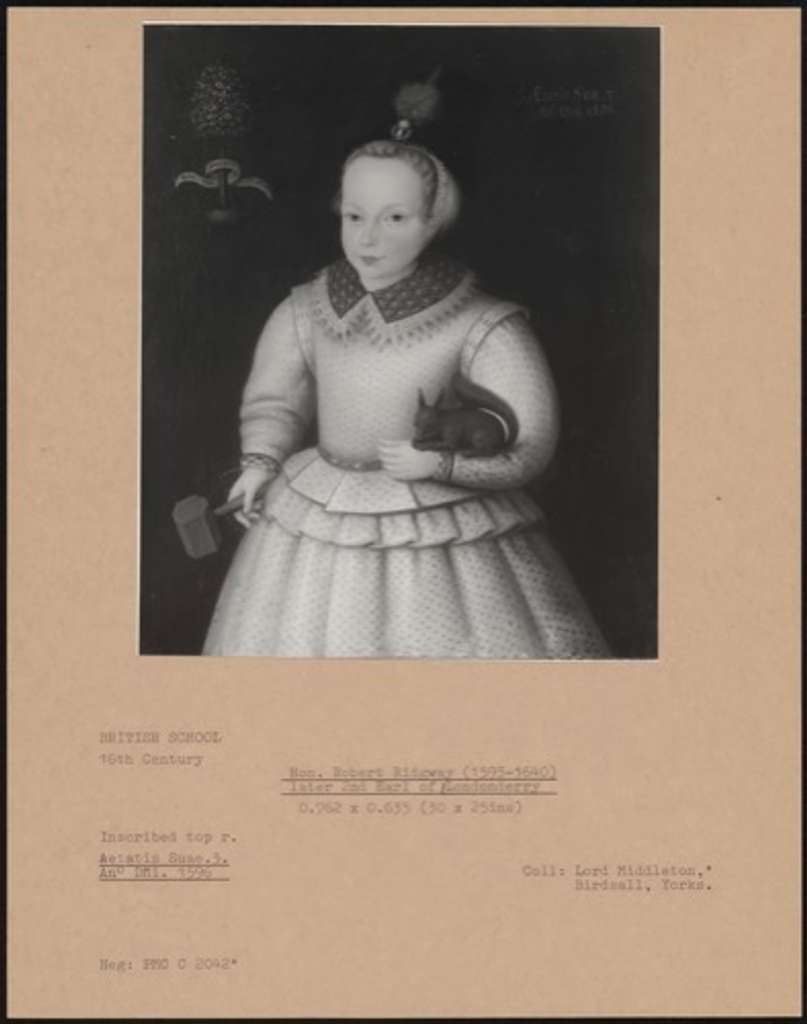 BRITISH SCHOOL
16th Century
Hon. Robert Ridgway (1595-1640)
later 2nd Earl of Londonderry
0.762 x 0.635 (30 x 25ins)
Inscribed top r.
Aetatis Suae.3.
Anº DMI. 1596
Coll: Lord Middleton,*
Birdsall, Yorks.
Neg: PMC C 2042*